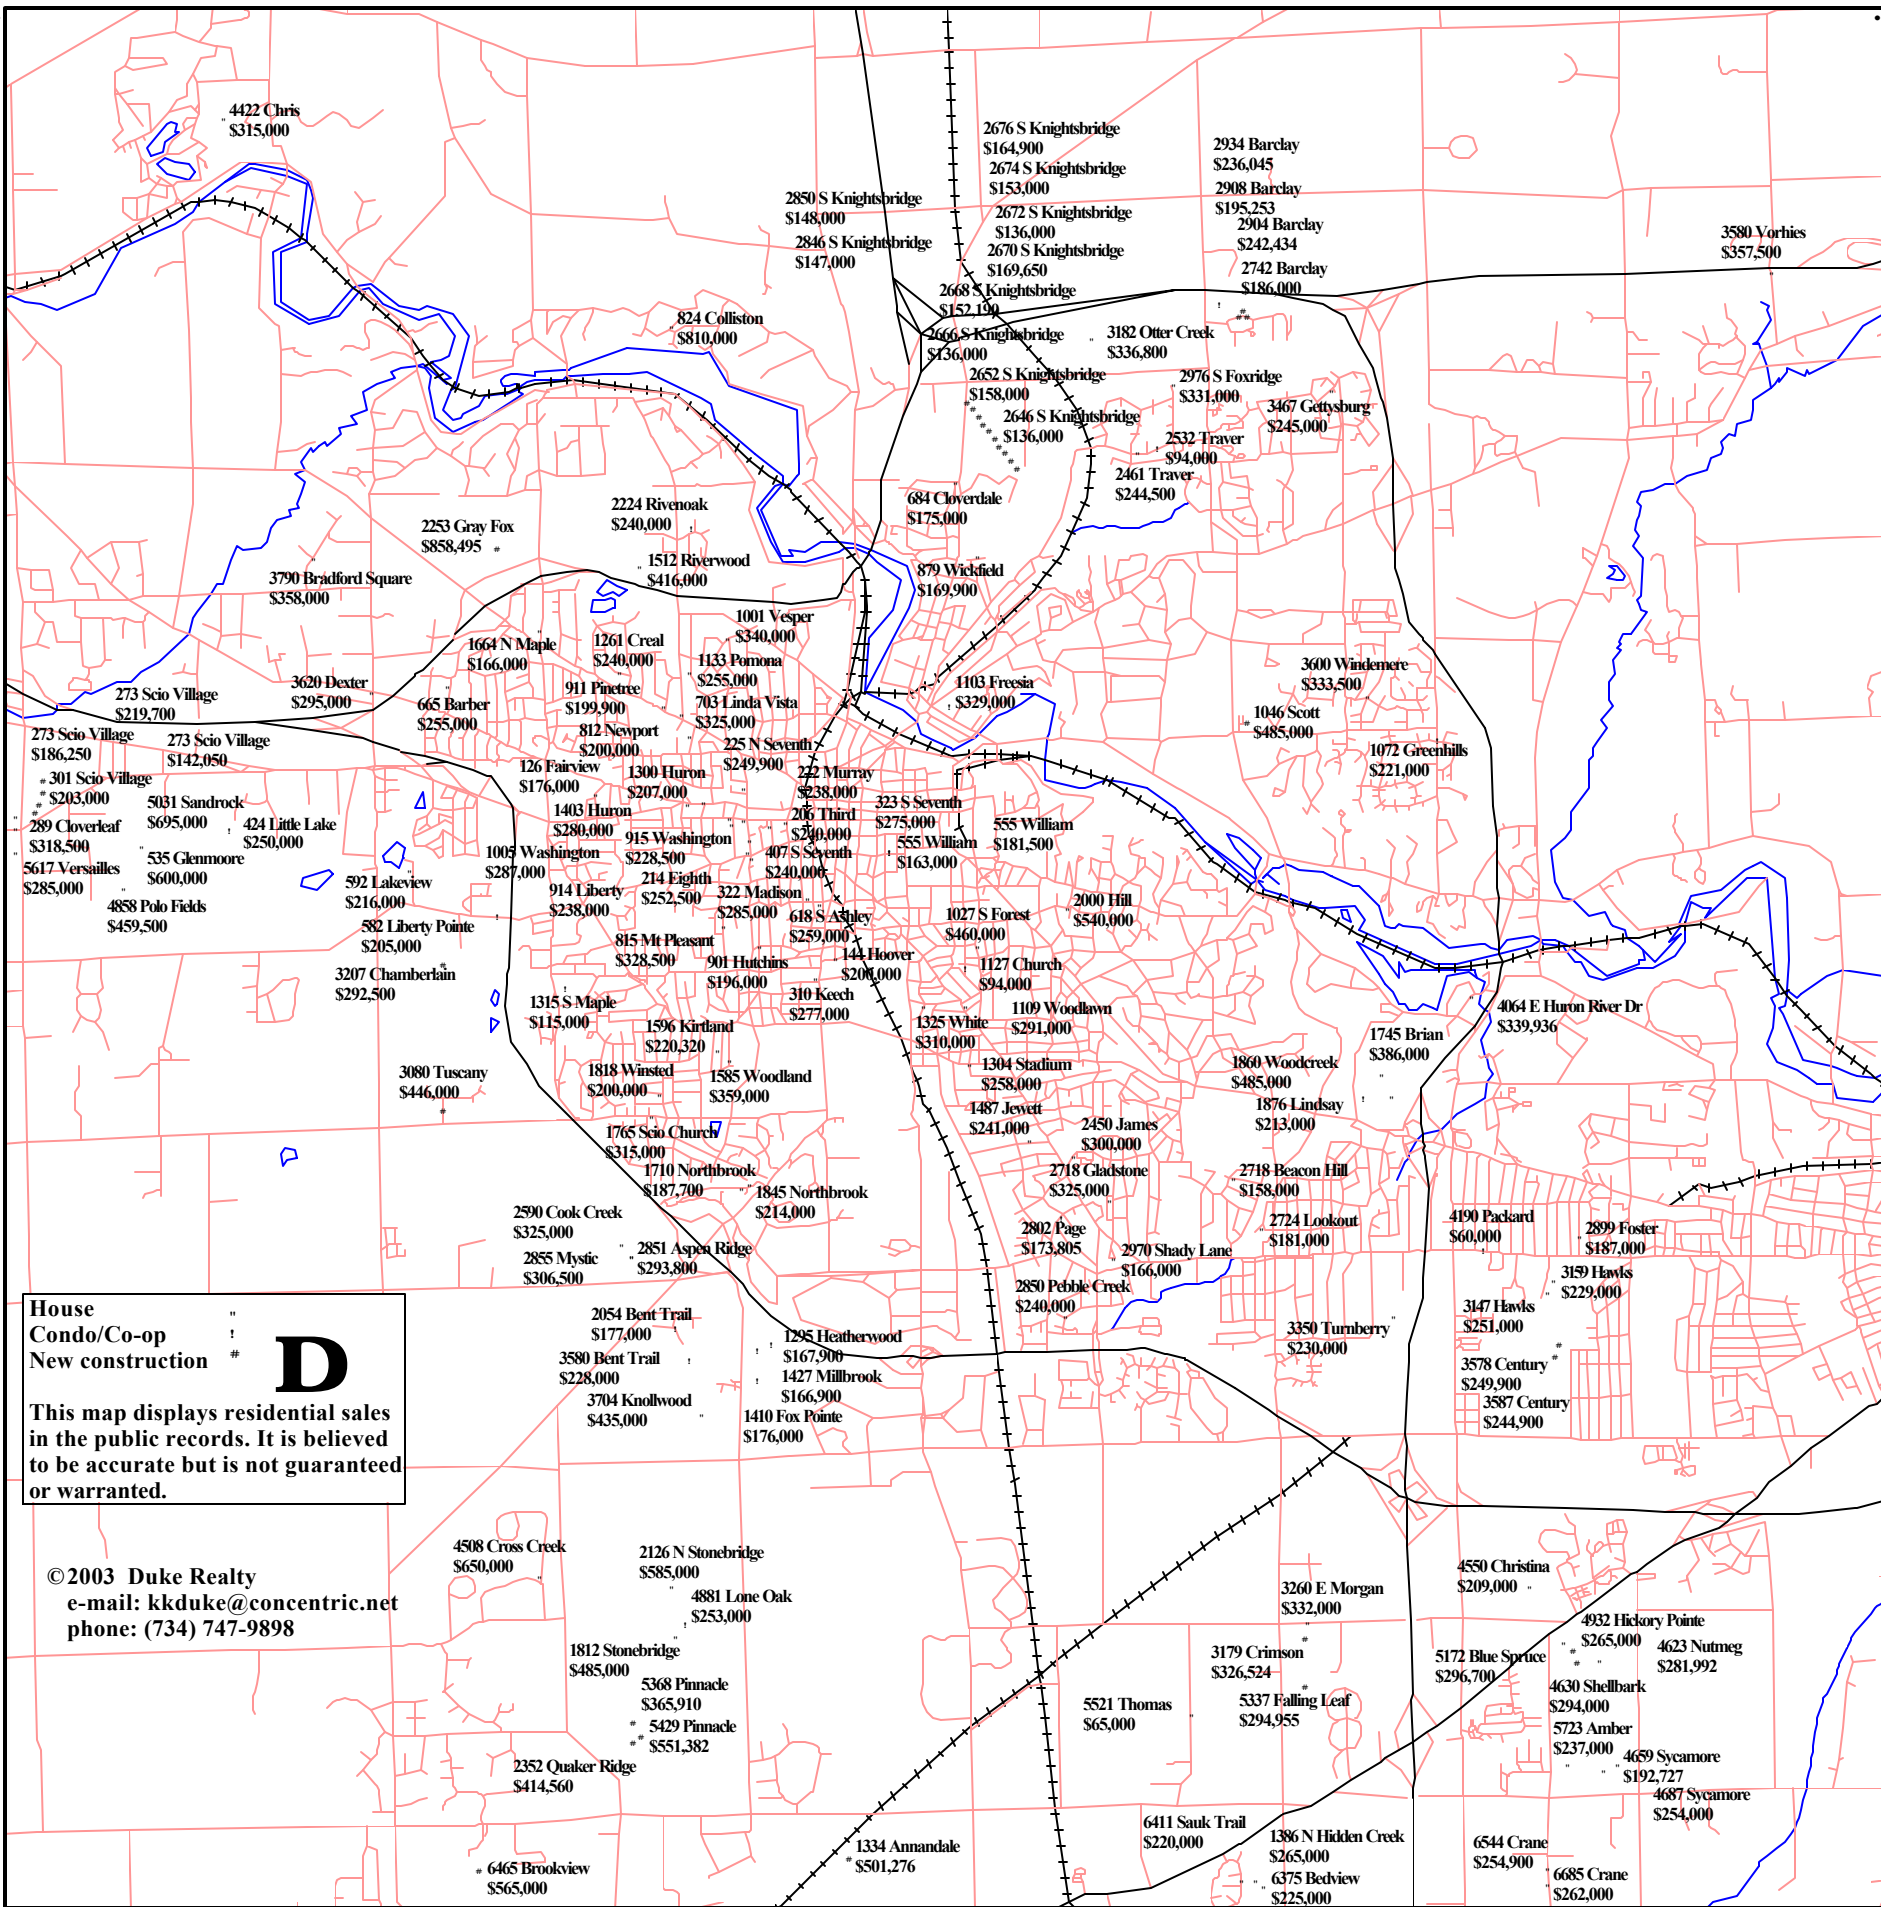 4422 Chris
$315,000
2676 S Knightsbridge
$164,900
2674 S Knightsbridge
$153,000
2934 Barclay
$236,045
2908 Barclay
$195,253
2850 S Knightsbridge
$148,000
2672 S Knightsbridge
$136,000
2904 Barclay
$242,434
3580 Vorhies
$357,500
2846 S Knightsbridge
$147,000
2670 S Knightsbridge
$169,650
2742 Barclay
$186,000
2668 S Knightsbridge
$152,190
824 Colliston
$810,000
2666 S Knightsbridge
$136,000
3182 Otter Creek
$336,800
2652 S Knightsbridge
$158,000
2976 S Foxridge
$331,000
2646 S Knightsbridge
$136,000
3467 Gettysburg
$245,000
2532 Traver
$94,000
2461 Traver
$244,500
684 Cloverdale
$175,000
2224 Rivenoak
$240,000
2253 Gray Fox
$858,495
1512 Riverwood
$416,000
879 Wickfield
$169,900
3790 Bradford Square
$358,000
1001 Vesper
$340,000
1664 N Maple
$166,000
1261 Creal
$240,000
1133 Pomona
$255,000
3600 Windemere
$333,500
3620 Dexter
$295,000
911 Pinetree
$199,900
1103 Freesia
$329,000
273 Scio Village
$219,700
665 Barber
$255,000
703 Linda Vista
$325,000
1046 Scott
$485,000
812 Newport
$200,000
225 N Seventh
$249,900
273 Scio Village
$186,250
273 Scio Village
$142,050
1072 Greenhills
$221,000
126 Fairview
$176,000
1300 Huron
$207,000
222 Murray
$238,000
301 Scio Village
$203,000
5031 Sandrock
$695,000
1403 Huron
$280,000
206 Third
$240,000
323 S Seventh
$275,000
289 Cloverleaf
$318,500
424 Little Lake
$250,000
915 Washington
$228,500
555 William
$181,500
555 William
$163,000
1005 Washington
$287,000
407 S Seventh
$240,000
535 Glenmoore
$600,000
5617 Versailles
$285,000
592 Lakeview
$216,000
914 Liberty
$238,000
214 Eighth
$252,500
322 Madison
$285,000
2000 Hill
$540,000
4858 Polo Fields
$459,500
618 S Ashley
$259,000
1027 S Forest
$460,000
582 Liberty Pointe
$205,000
815 Mt Pleasant
$328,500
144 Hoover
$200,000
901 Hutchins
$196,000
1127 Church
$94,000
3207 Chamberlain
$292,500
1315 S Maple
$115,000
310 Keech
$277,000
1109 Woodlawn
$291,000
4064 E Huron River Dr
$339,936
1325 White
$310,000
1596 Kirtland
$220,320
1745 Brian
$386,000
3080 Tuscany
$446,000
1818 Winsted
$200,000
1585 Woodland
$359,000
1304 Stadium
$258,000
1860 Woodcreek
$485,000
1487 Jewett
$241,000
1876 Lindsay
$213,000
1765 Scio Church
$315,000
2450 James
$300,000
1710 Northbrook
$187,700
2718 Gladstone
$325,000
2718 Beacon Hill
$158,000
1845 Northbrook
$214,000
2590 Cook Creek
$325,000
4190 Packard
$60,000
2802 Page
$173,805
2724 Lookout
$181,000
2899 Foster
$187,000
2855 Mystic
$306,500
2851 Aspen Ridge
$293,800
2970 Shady Lane
$166,000
3159 Hawks
$229,000
2850 Pebble Creek
$240,000
3147 Hawks
$251,000
2054 Bent Trail
$177,000
3350 Turnberry
$230,000
1295 Heatherwood
$167,900
3580 Bent Trail
$228,000
3578 Century
$249,900
1427 Millbrook
$166,900
3704 Knollwood
$435,000
3587 Century
$244,900
1410 Fox Pointe
$176,000
House "
Condo/Co-op !
New construction #
D
This map displays residential sales
in the public records. It is believed
to be accurate but is not guaranteed
or warranted.
4508 Cross Creek
$650,000
2126 N Stonebridge
$585,000
4550 Christina
$209,000
© 2003 Duke Realty
e-mail: kkduke@concentric.net
phone: (734) 747-9898
4881 Lone Oak
$253,000
3260 E Morgan
$332,000
4932 Hickory Pointe
$265,000
4623 Nutmeg
$281,992
1812 Stonebridge
$485,000
3179 Crimson
$326,524
5172 Blue Spruce
$296,700
5368 Pinnacle
$365,910
4630 Shellbark
$294,000
5521 Thomas
$65,000
5337 Falling Leaf
$294,955
5429 Pinnacle
$551,382
5723 Amber
$237,000
2352 Quaker Ridge
$414,560
4659 Sycamore
$192,727
4687 Sycamore
$254,000
6411 Sauk Trail
$220,000
1334 Annandale
$501,276
1386 N Hidden Creek
$265,000
6544 Crane
$254,900
6465 Brookview
$565,000
6375 Bedview
$225,000
6685 Crane
$262,000